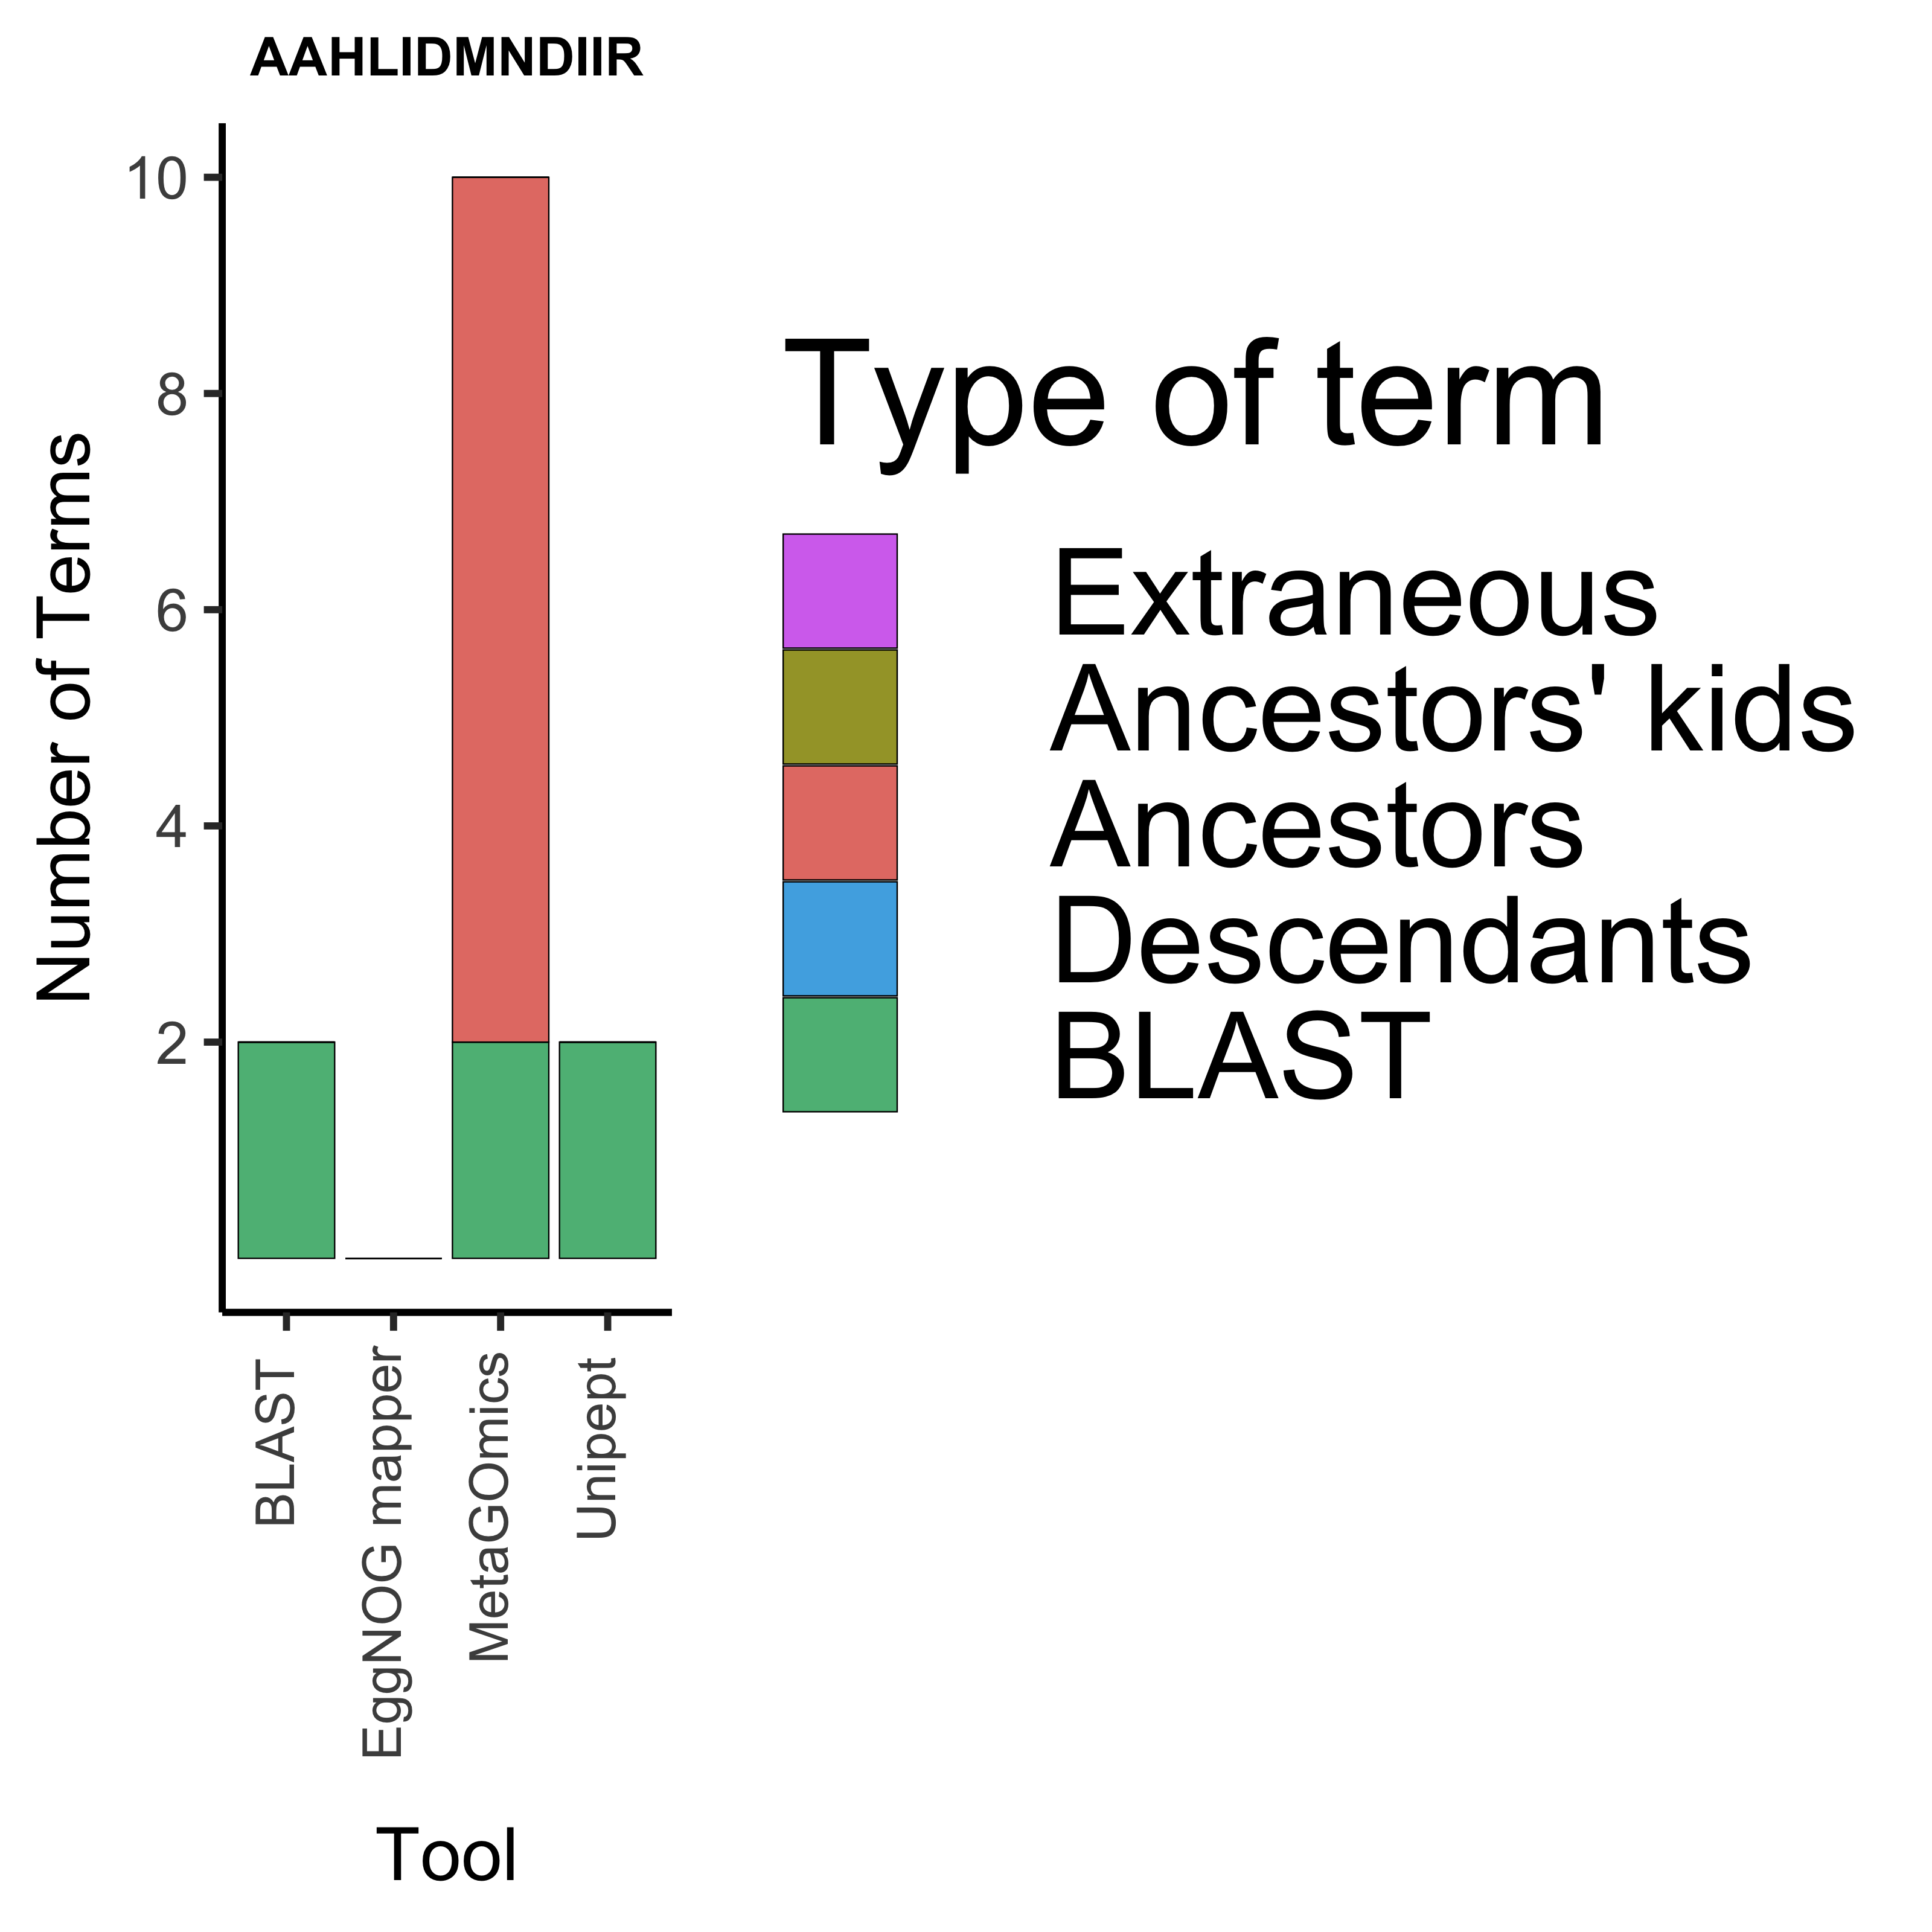 AAHLIDMNDIIR
Number of Terms
10
8
6
4
2
BLAST
EggNOG mapper
MetaGOmics
Unipept
Tool
Type of term
Extraneous
Ancestors' kids
Ancestors
Descendants
BLAST